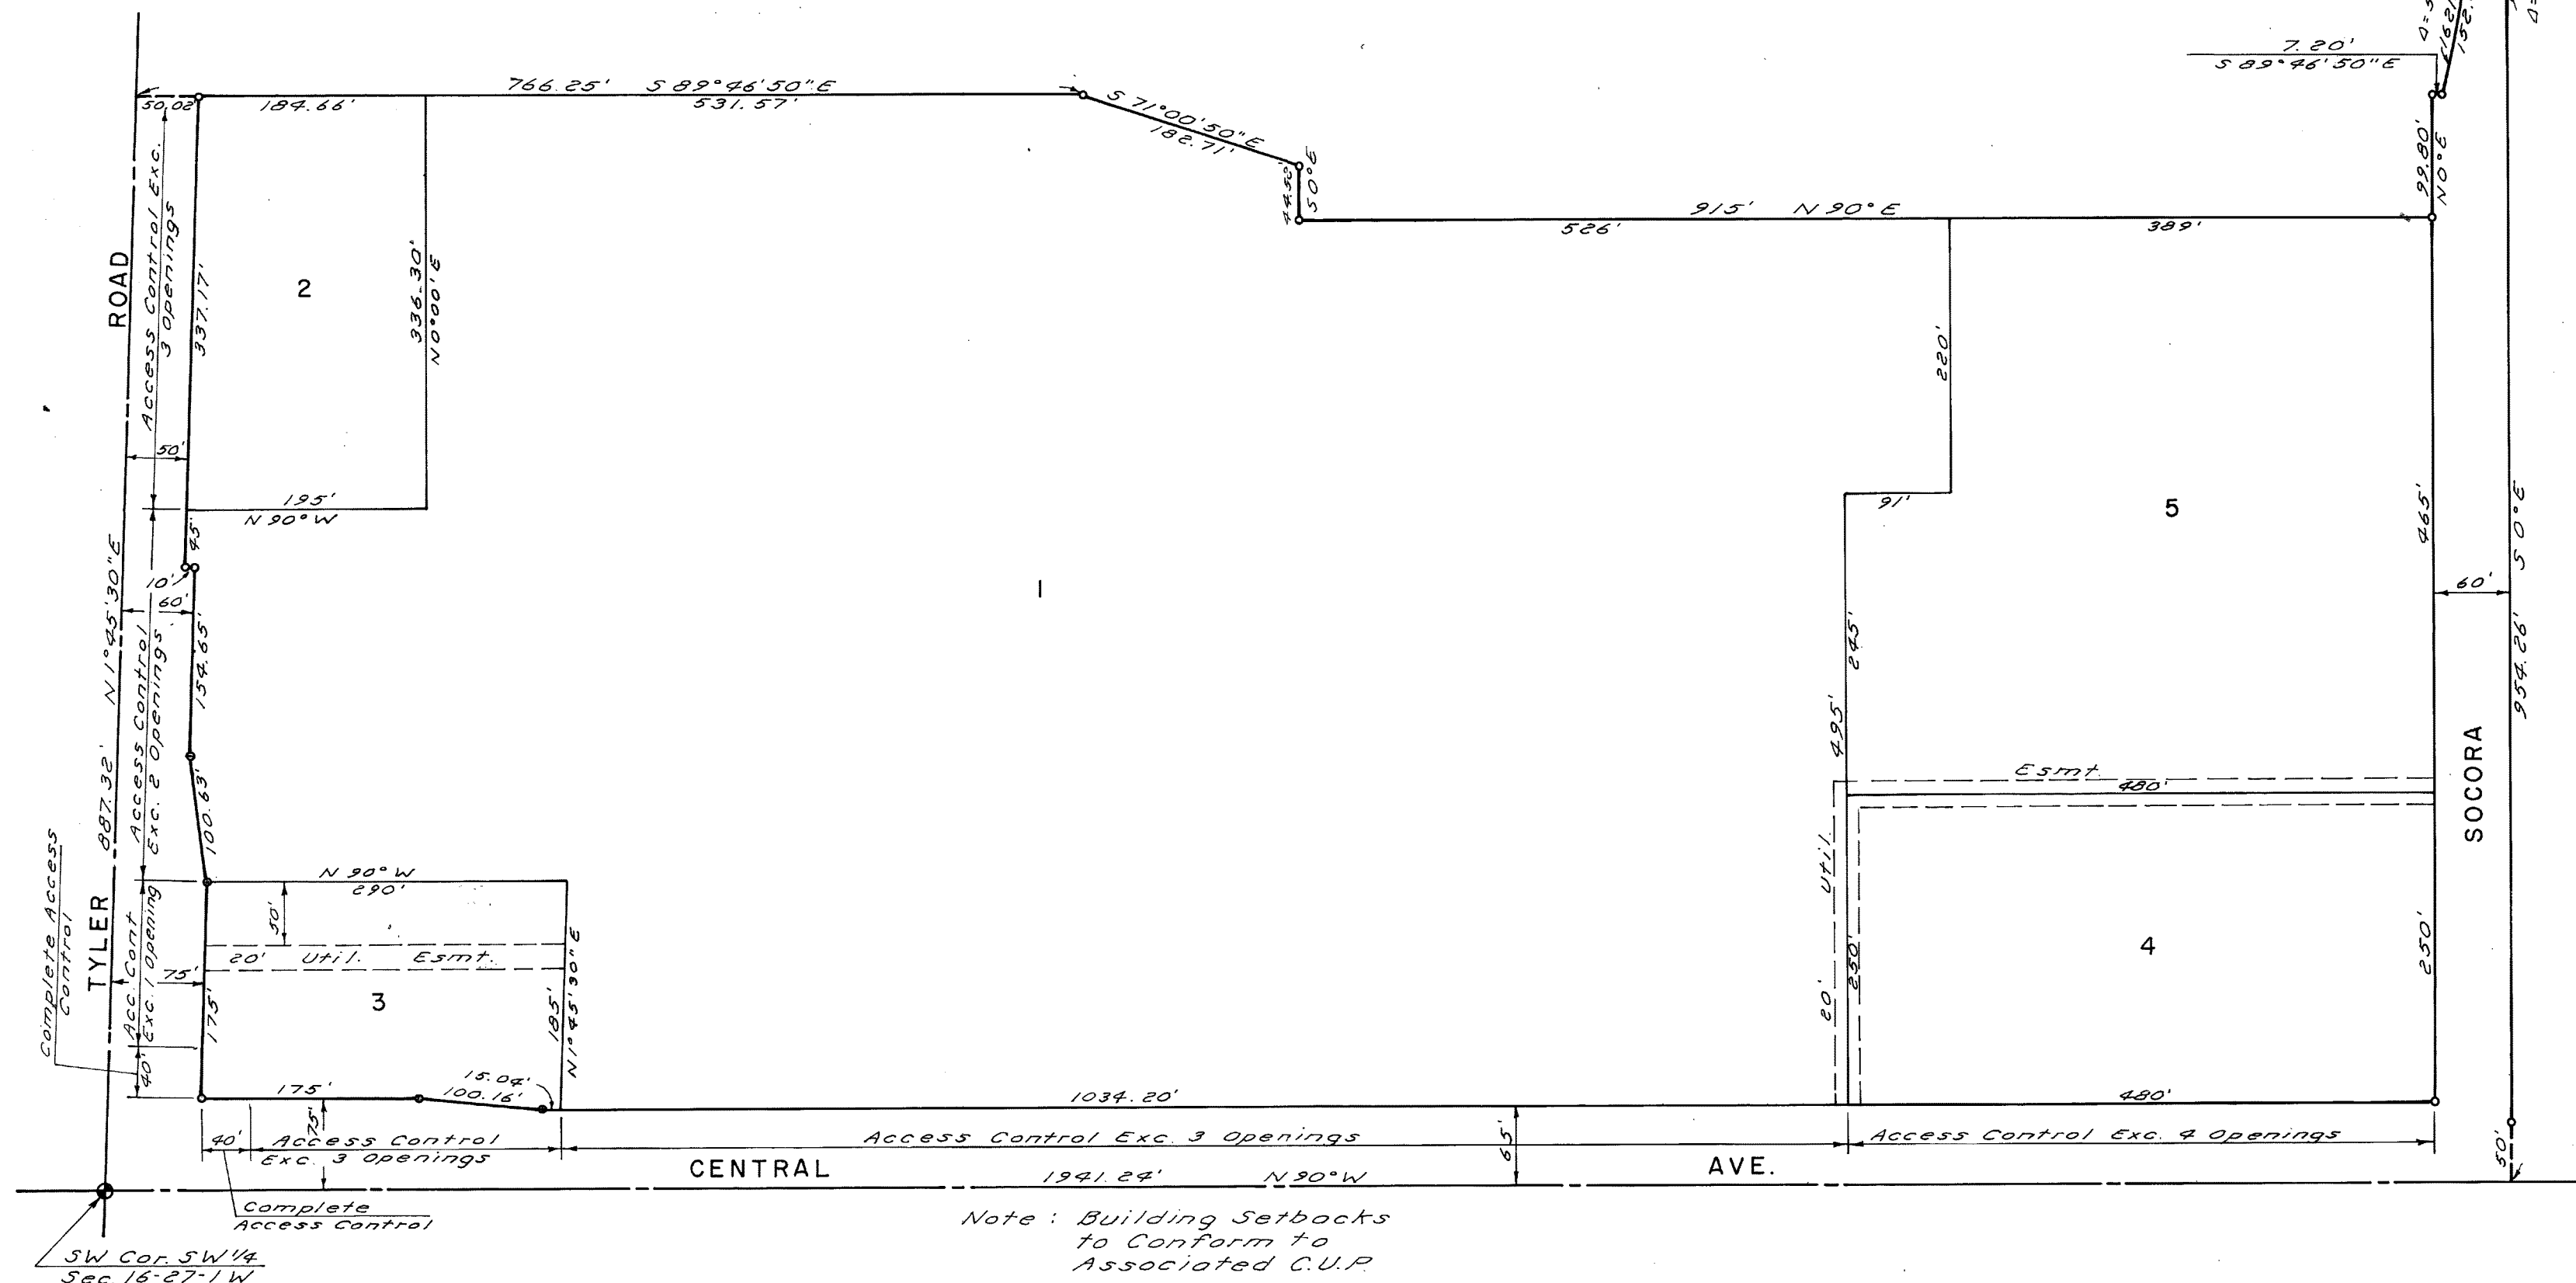 7.20'
S 89°46'50"E
766.25' S 89°46'50"E
50.02
184.66'
531.57'
S 71°00'50"E
182.71'
S 0°E
99.80'
N 0°E
915' N 90°E
526'
389'
Access Control Exc.
3 Openings
337.17'
2
336.30'
N 0°00'E
220'
ROAD
50'
195'
N 90°W
45'
10'
60'
91'
5
465'
1
60'
S 0°E
954.26'
N 1°45'30"E
887.32'
TYLER
154.65'
Access Control
Exc. 2 Openings
100.63'
245'
495'
Esmt.
480'
SOCORA
Complete Access
Control
Acc. Cont
Exc. 1 Opening
N 90°W
290'
50'
20' Util. Esmt.
75'
3
175'
185'
N 1°45'30"E
40'
20' Util.
250'
4
250'
175'
15.04'
100.16'
1034.20'
480'
75'
40'
Access Control
Exc. 3 Openings
Access Control Exc. 3 Openings
65'
Access Control Exc. 4 Openings
50'
CENTRAL
AVE.
1941.24' N 90°W
Complete
Access Control
SW Cor. SW 1/4
Sec. 16-27-1 W
Note : Building Setbacks
to Conform to
Associated C.U.P.